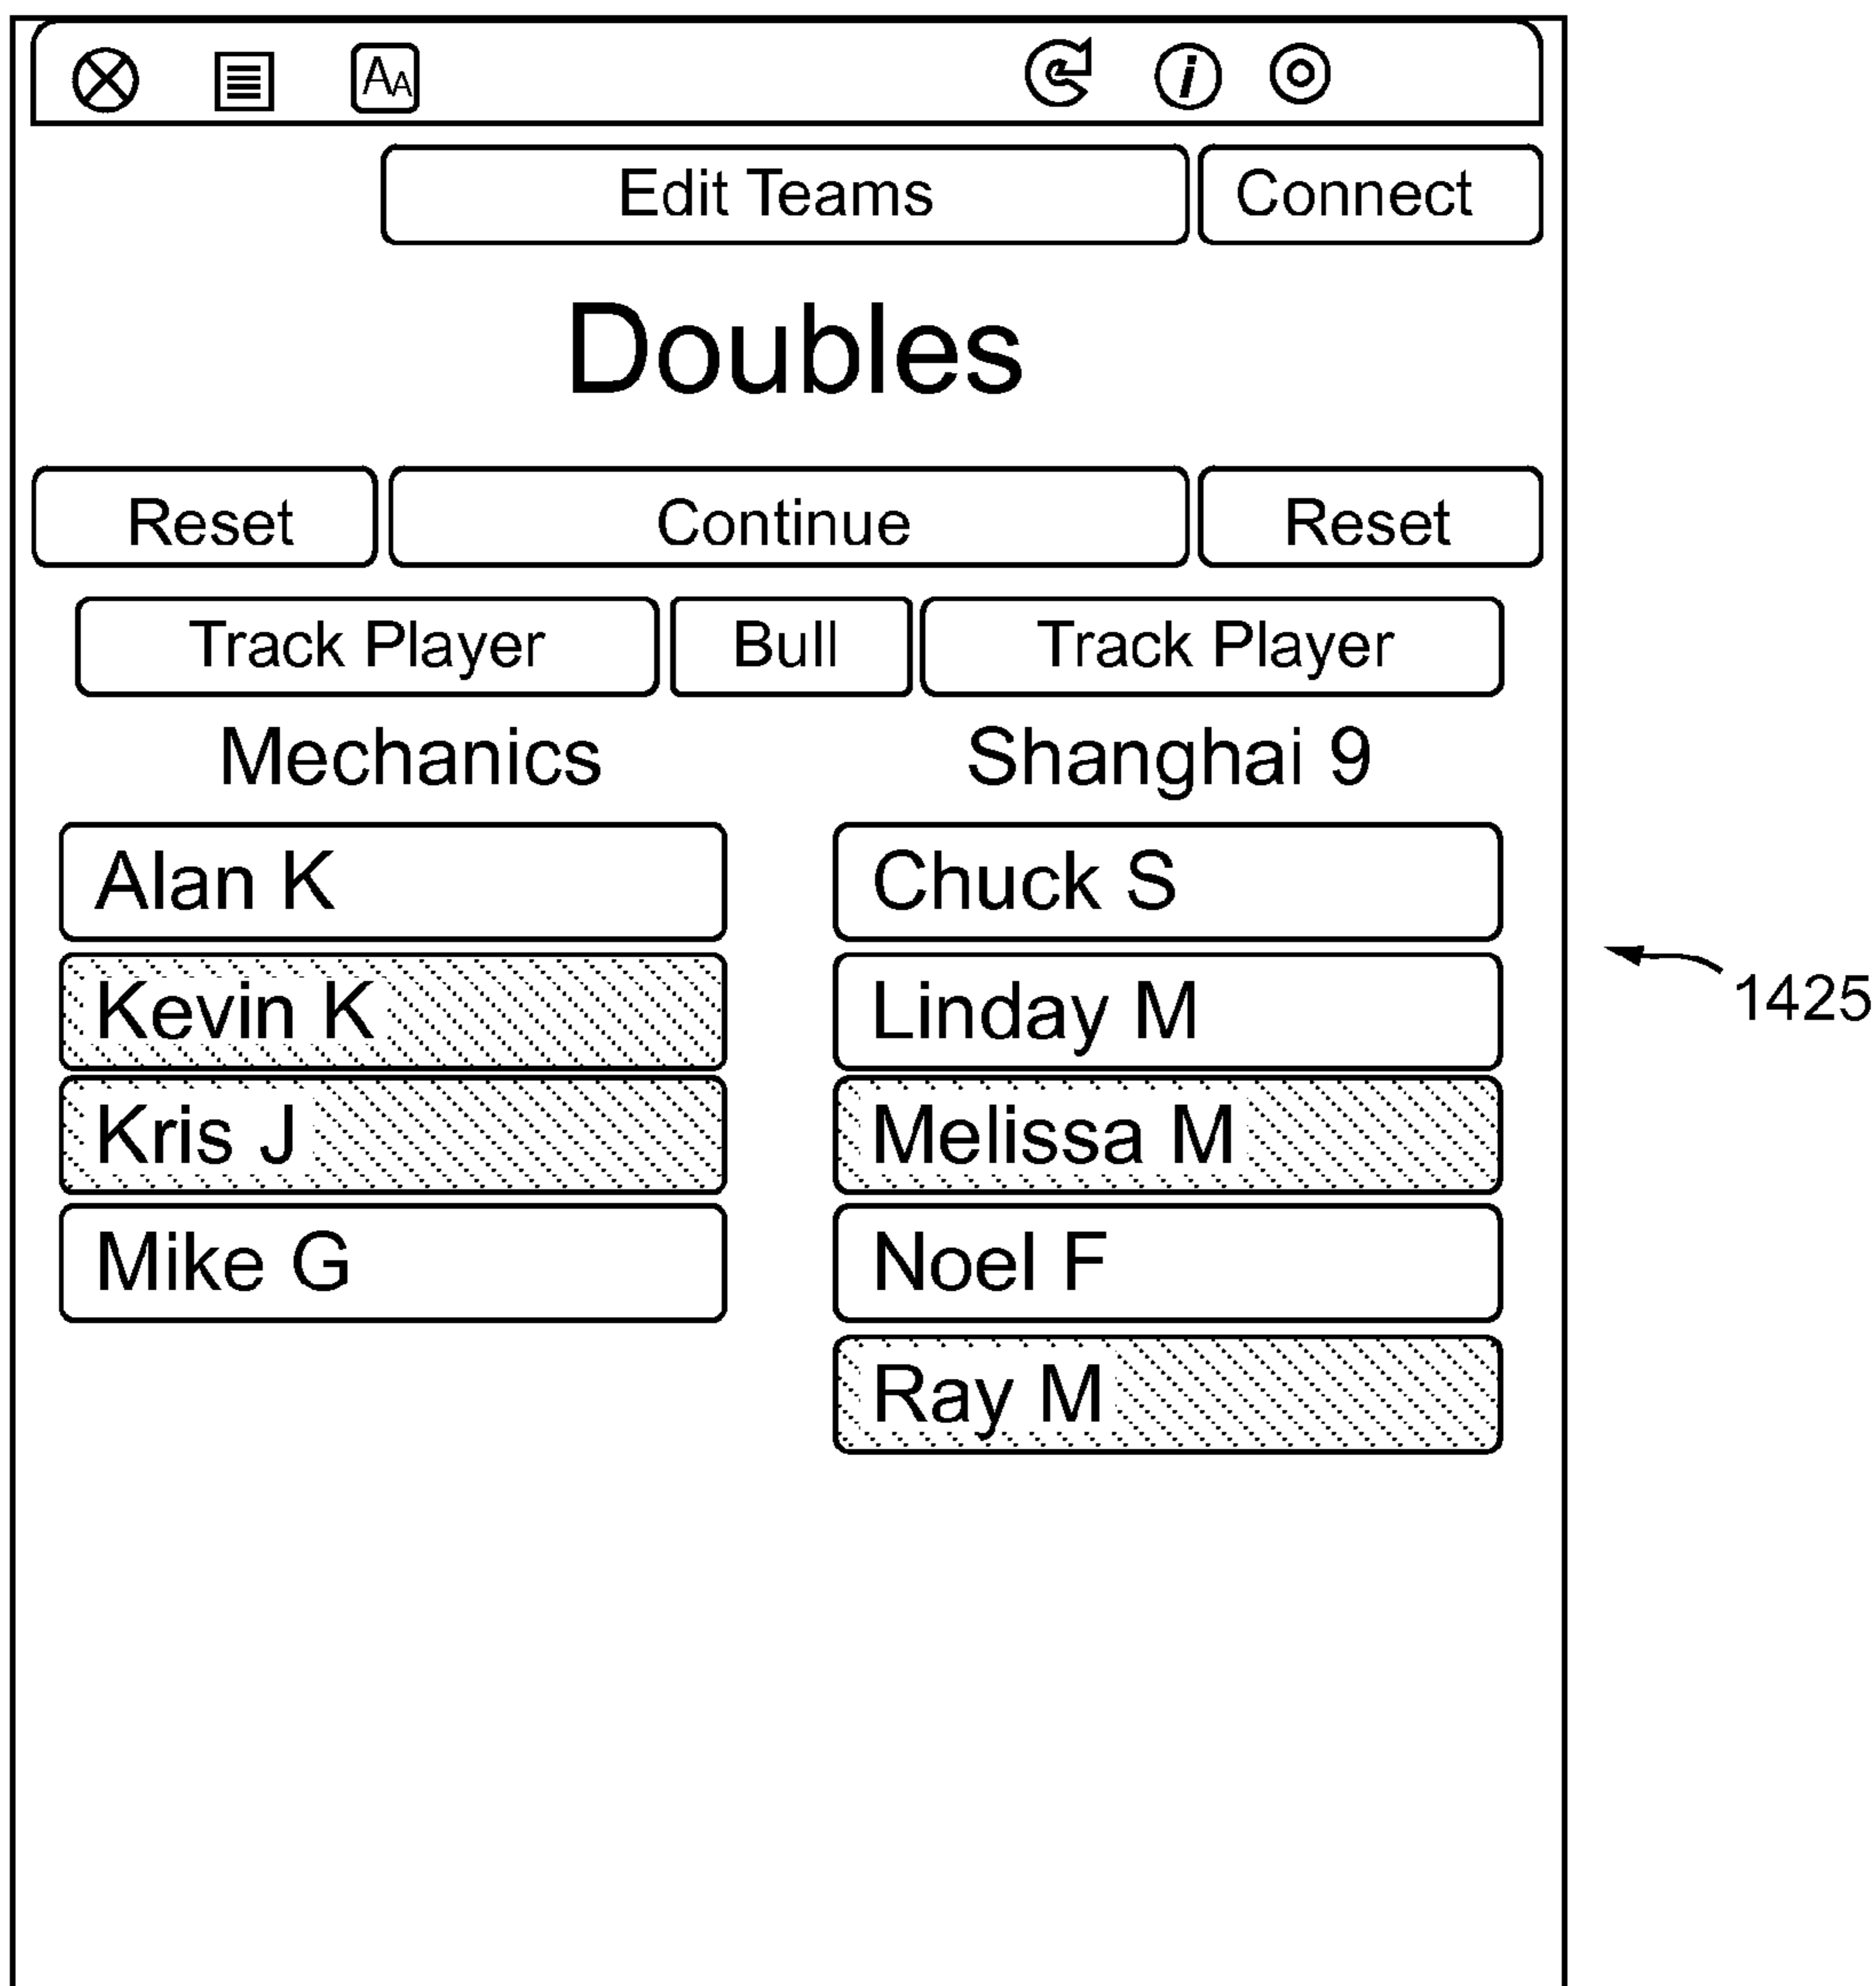 AA i
Edit Teams Connect
Doubles
Reset Continue Reset
Track Player Bull Track Player
Mechanics Shanghai 9
Alan K Chuck S
Kevin K Linday M
Kris J Melissa M
Mike G Noel F
Ray M
1425